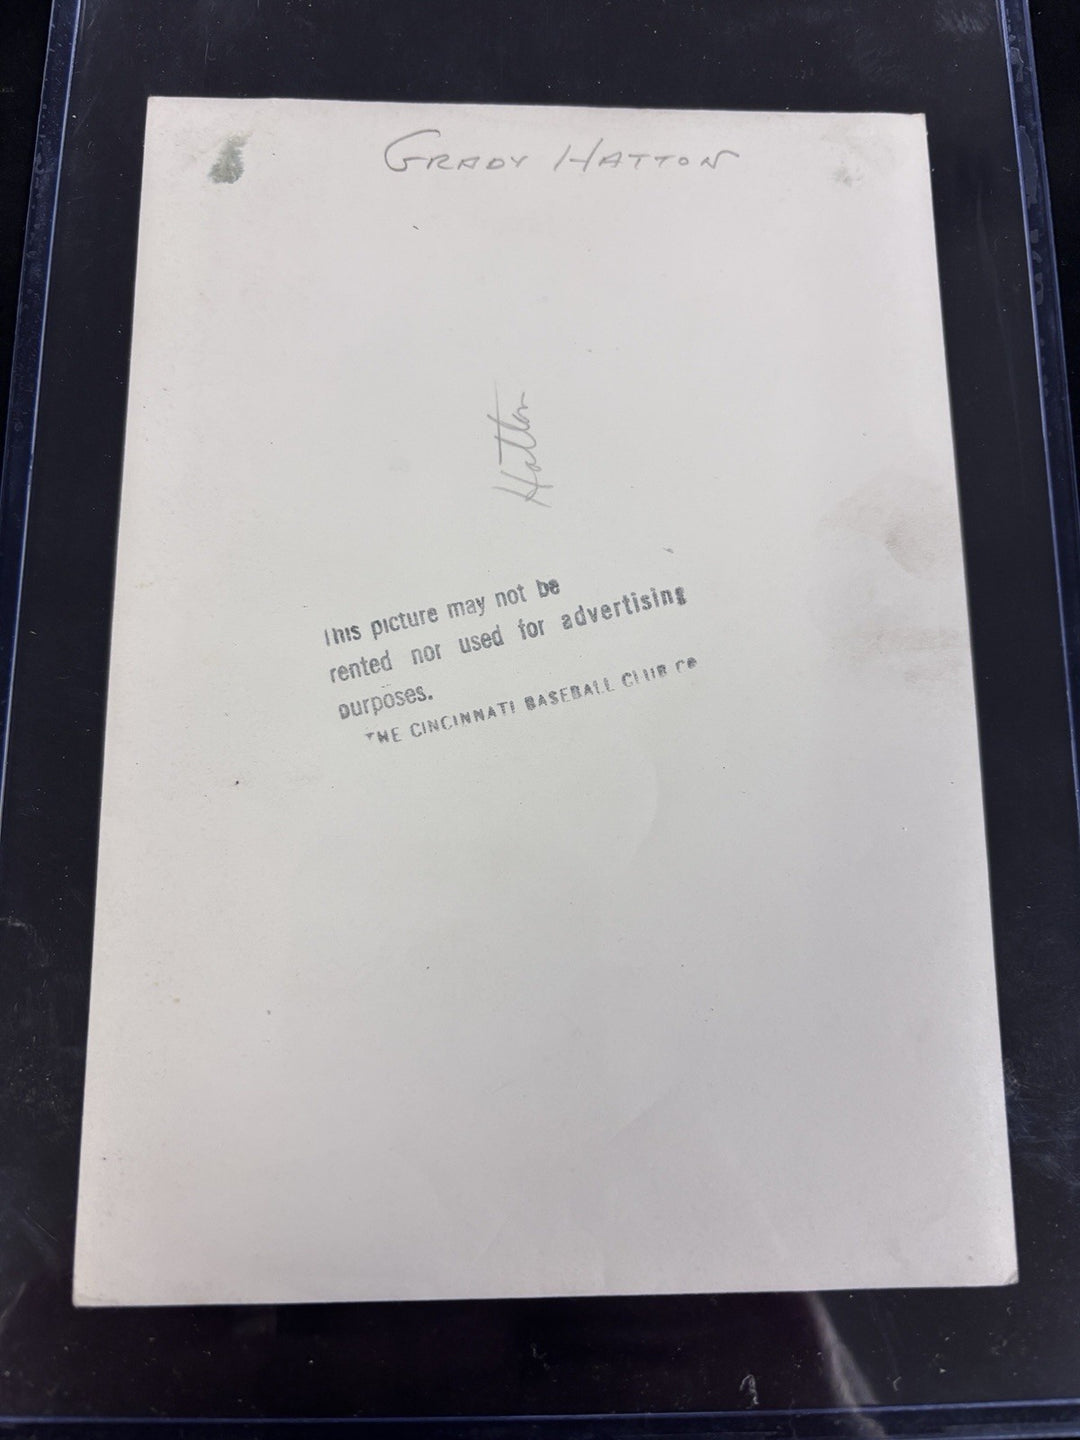 GRADY HATTON
Hatton
This picture may not be
rented nor used for advertising
purposes.
THE CINCINNATI BASEBALL CLUB CO